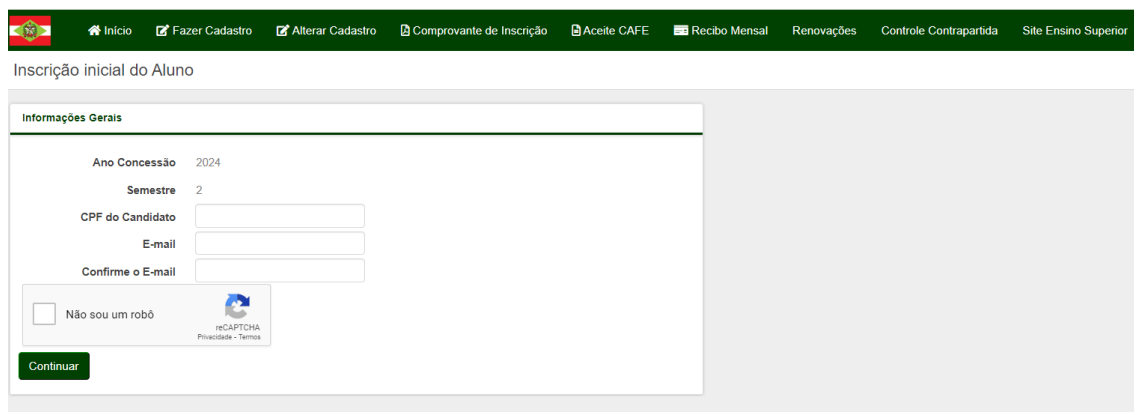 Início Fazer Cadastro Alterar Cadastro Comprovante de Inscrição Aceite CAFE Recibo Mensal Renovações Controle Contrapartida Site Ensino Superior
Inscrição inicial do Aluno
Informações Gerais
Ano Concessão 2024
Semestre 2
CPF do Candidato
E-mail
Confirme o E-mail
Não sou um robô
reCAPTCHA
Privacidade - Termos
Continuar